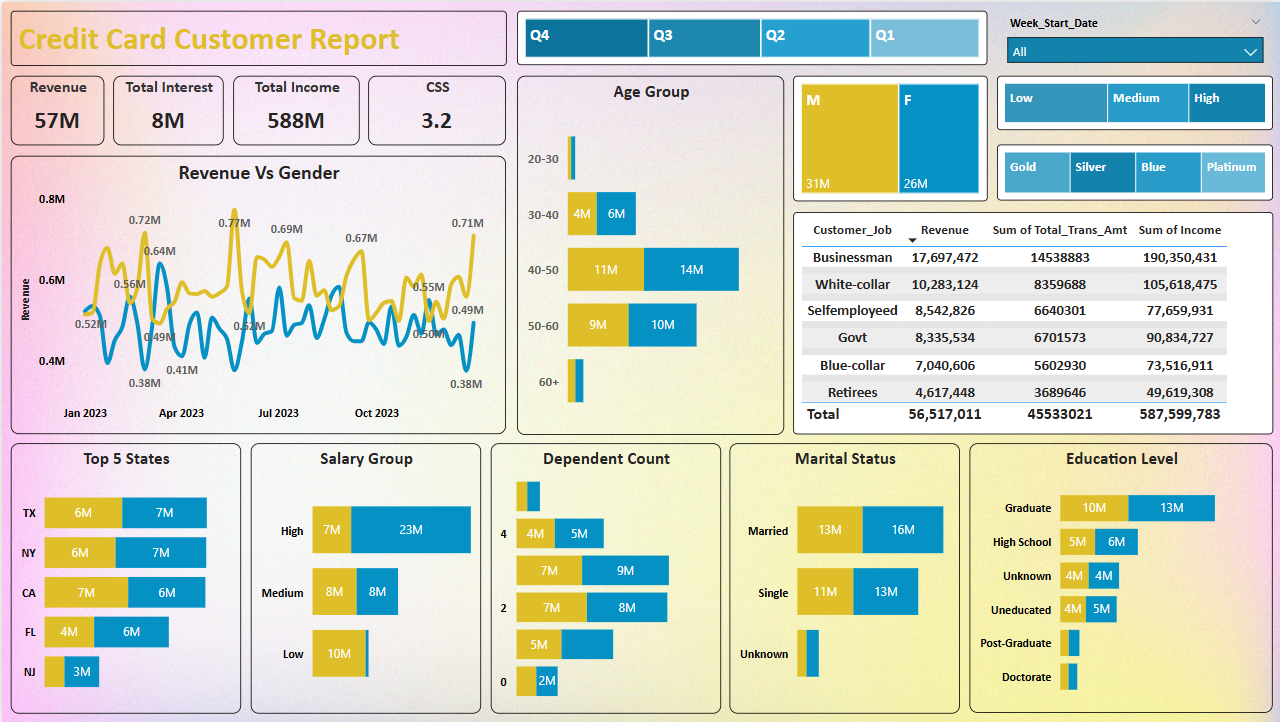 Credit Card Customer Report
Q4 Q3 Q2 Q1
Week_Start_Date
All
Revenue
57M
Total Interest
8M
Total Income
588M
CSS
3.2
Revenue Vs Gender
Revenue
0.8M
0.6M
0.4M
0.72M
0.77M
0.69M
0.67M
0.71M
0.64M
0.56M
0.55M
0.52M
0.49M
0.52M
0.50M
0.49M
0.41M
0.38M
0.38M
Jan 2023 Apr 2023 Jul 2023 Oct 2023
Age Group
20-30
30-40 4M 6M
40-50 11M 14M
50-60 9M 10M
60+
M F
31M 26M
Low Medium High
Gold Silver Blue Platinum
Customer_Job Revenue Sum of Total_Trans_Amt Sum of Income
Businessman 17,697,472 14538883 190,350,431
White-collar 10,283,124 8359688 105,618,475
Selfemployeed 8,542,826 6640301 77,659,931
Govt 8,335,534 6701573 90,834,727
Blue-collar 7,040,606 5602930 73,516,911
Retirees 4,617,448 3689646 49,619,308
Total 56,517,011 45533021 587,599,783
Top 5 States
TX 6M 7M
NY 6M 7M
CA 7M 6M
FL 4M 6M
NJ 3M
Salary Group
High 7M 23M
Medium 8M 8M
Low 10M
Dependent Count
4 4M 5M
7M 9M
2 7M 8M
5M
0 2M
Marital Status
Married 13M 16M
Single 11M 13M
Unknown
Education Level
Graduate 10M 13M
High School 5M 6M
Unknown 4M 4M
Uneducated 4M 5M
Post-Graduate
Doctorate